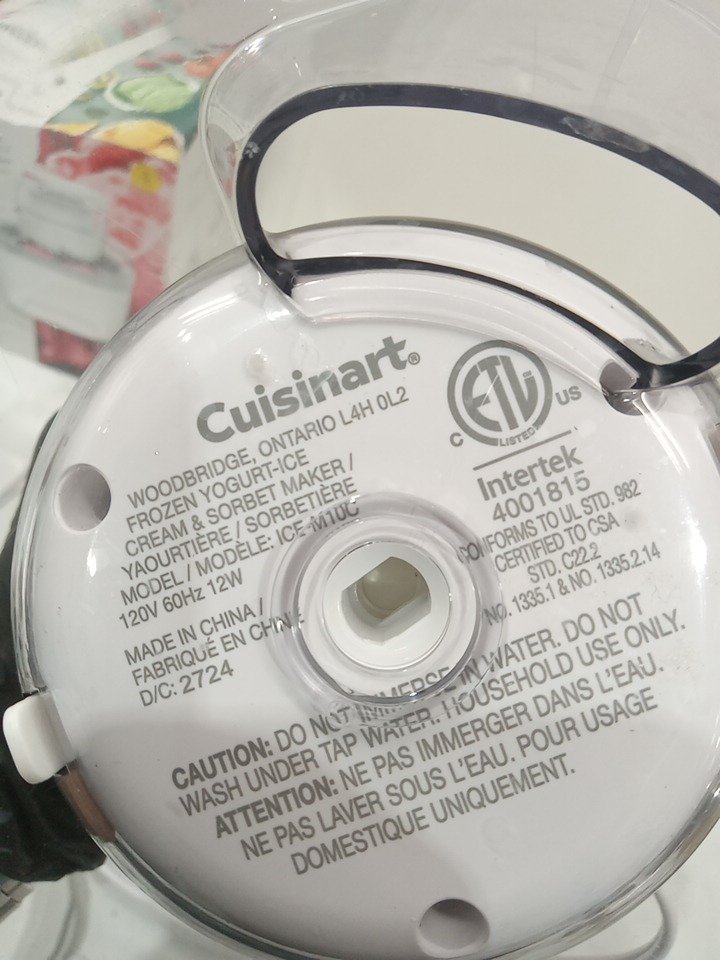 Cuisinart®
WOODBRIDGE, ONTARIO L4H 0L2
FROZEN YOGURT-ICE
CREAM & SORBET MAKER /
YAOURTIÈRE / SORBETIÈRE
MODEL / MODÈLE: ICE-M10C
120V 60Hz 12W
MADE IN CHINA /
FABRIQUÉ EN CHINE
D/C: 2724
ETL
C LISTED US
Intertek
4001815
CONFORMS TO UL STD. 982
CERTIFIED TO CSA
STD. C22.2
NO. 1335.1 & NO. 1335.2.14
CAUTION: DO NOT IMMERSE IN WATER. DO NOT
WASH UNDER TAP WATER. HOUSEHOLD USE ONLY.
ATTENTION: NE PAS IMMERGER DANS L'EAU.
NE PAS LAVER SOUS L'EAU. POUR USAGE
DOMESTIQUE UNIQUEMENT.